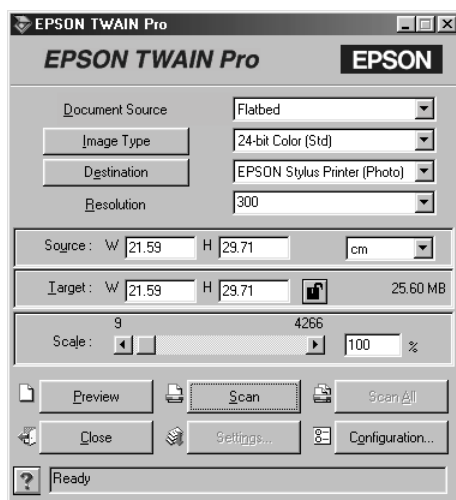 EPSON TWAIN Pro
EPSON TWAIN Pro EPSON
Document Source Flatbed
Image Type 24-bit Color (Std)
Destination EPSON Stylus Printer (Photo)
Resolution 300
Source : W 21.59 H 29.71 cm
Target : W 21.59 H 29.71 25.60 MB
9 4266
Scale : 100 %
Preview Scan Scan All
Close Settings... Configuration...
? Ready